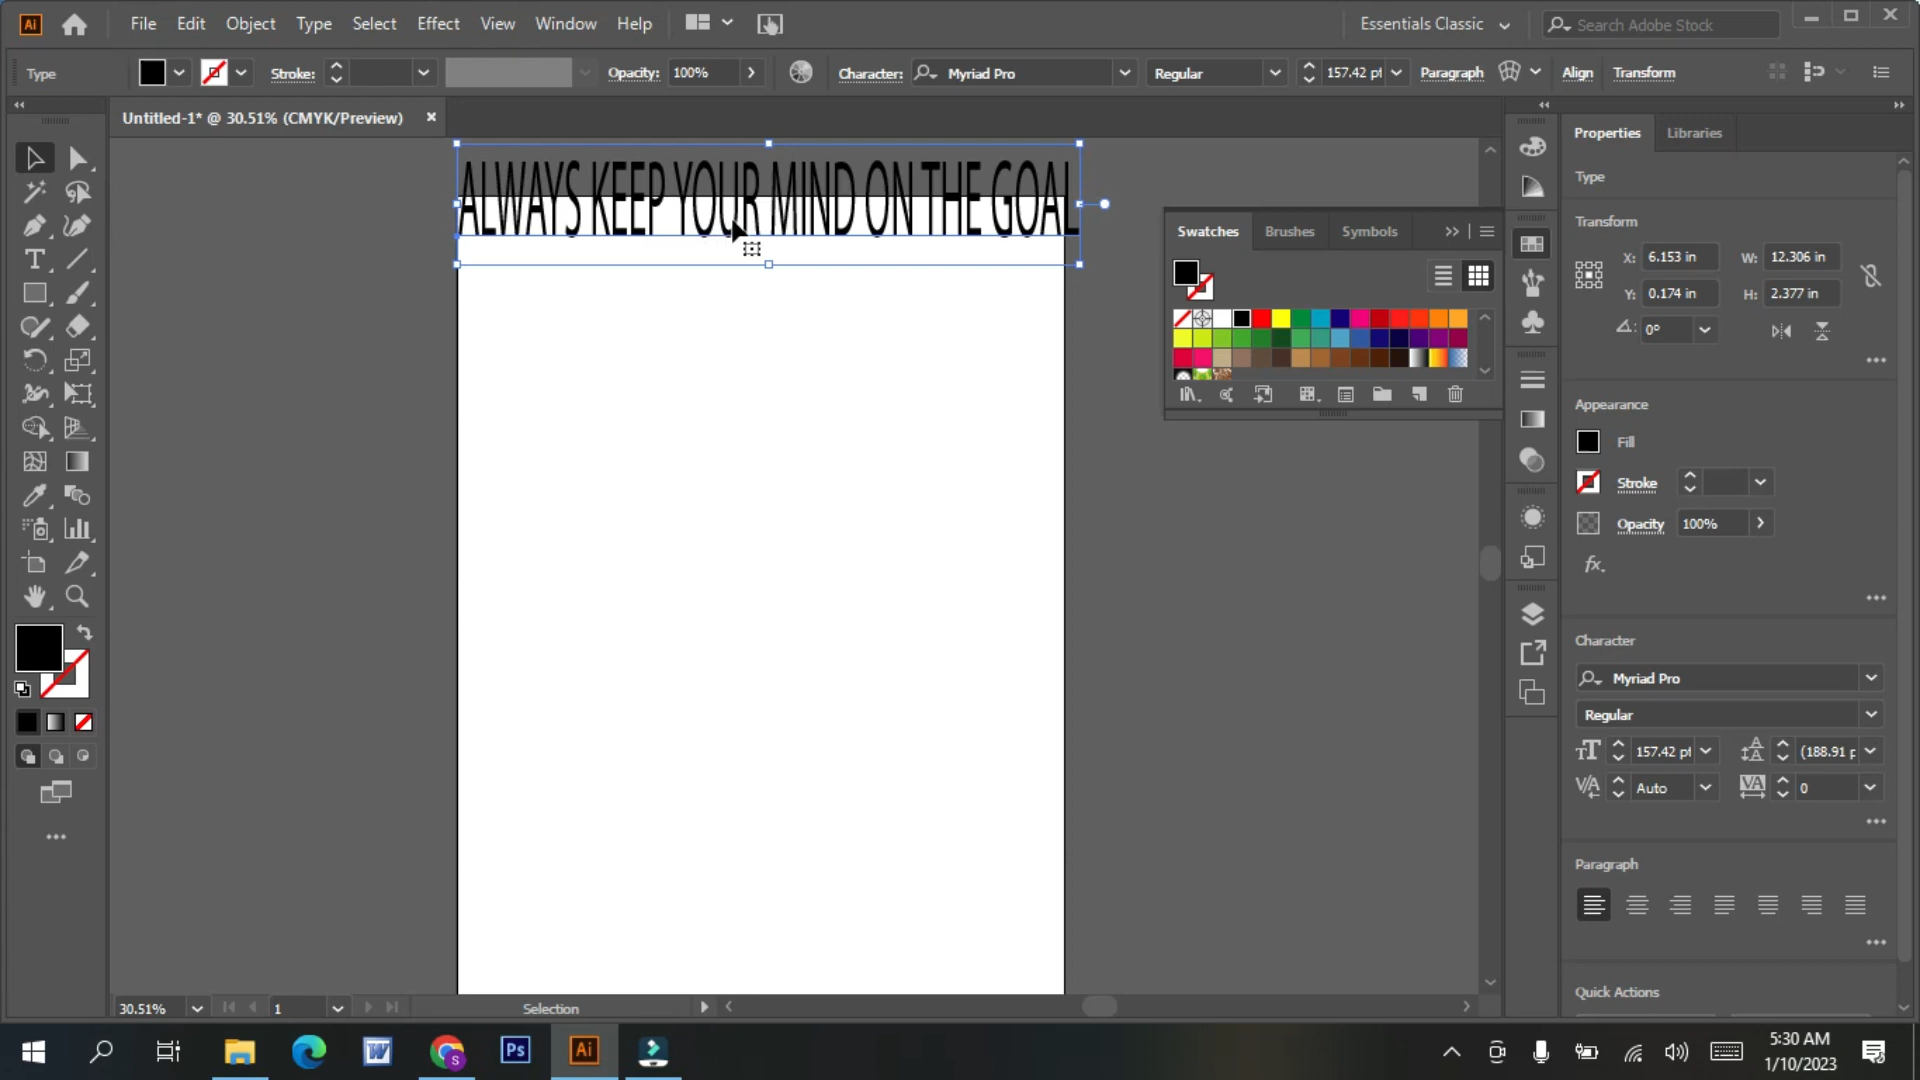 Ai File Edit Object Type Select Effect View Window Help Essentials Classic Search Adobe Stock
Type Stroke: Opacity: 100% Character: Myriad Pro Regular 157.42 pt Paragraph Align Transform
Untitled-1* @ 30.51% (CMYK/Preview)
ALWAYS KEEP YOUR MIND ON THE GOAL
Swatches Brushes Symbols
Properties Libraries
Type
Transform
X: 6.153 in W: 12.306 in
Y: 0.174 in H: 2.377 in
0°
Appearance
Fill
Stroke
Opacity 100%
fx.
Character
Myriad Pro
Regular
157.42 pt (188.91 p
Auto 0
Paragraph
Quick Actions
30.51% 1 Selection
W S Ps Ai
5:30 AM
1/10/2023